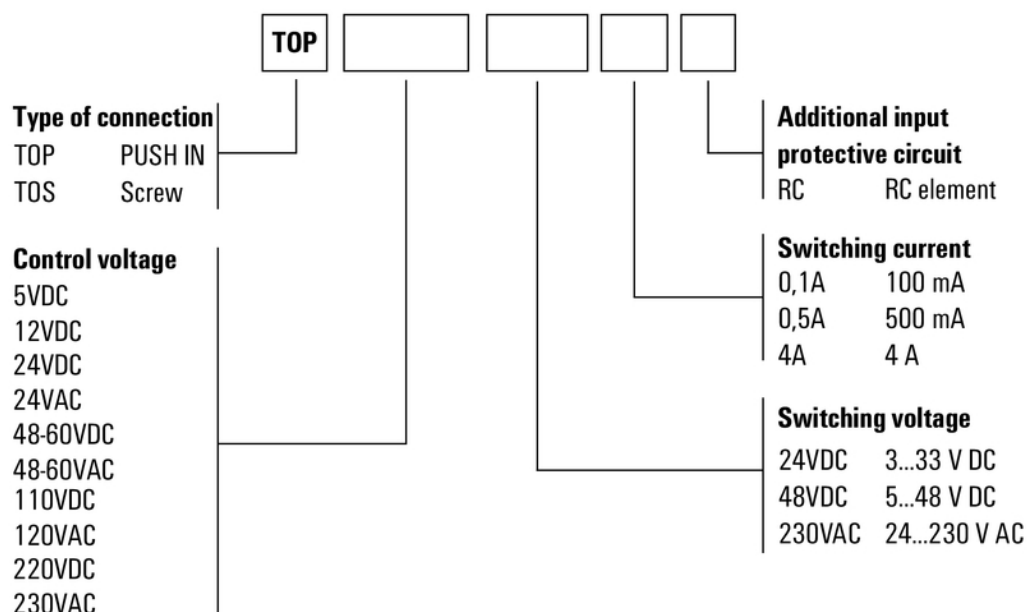 TOP
Type of connection
TOP PUSH IN
TOS Screw
Control voltage
5VDC
12VDC
24VDC
24VAC
48-60VDC
48-60VAC
110VDC
120VAC
220VDC
230VAC
Additional input
protective circuit
RC RC element
Switching current
0,1A 100 mA
0,5A 500 mA
4A 4 A
Switching voltage
24VDC 3...33 V DC
48VDC 5...48 V DC
230VAC 24...230 V AC